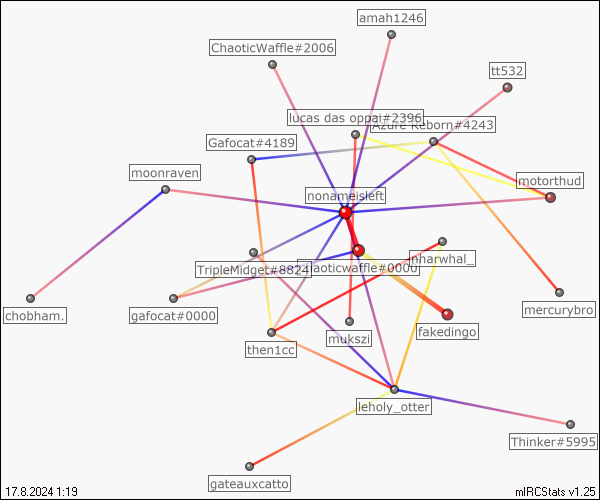 amah1246
ChaoticWaffle#2006
tt532
lucas das oppai#2396
Azure Reborn#4243
Gafocat#4189
moonraven
motorthud
nonameisleft
nharwhal_
TripleMidget#8824
chaoticwaffle#0000
chobham.
gafocat#0000
mercurybro
mukszi
fakedingo
then1cc
leholy_otter
Thinker#5995
gateauxcatto
17.8.2024 1:19
mIRCStats v1.25